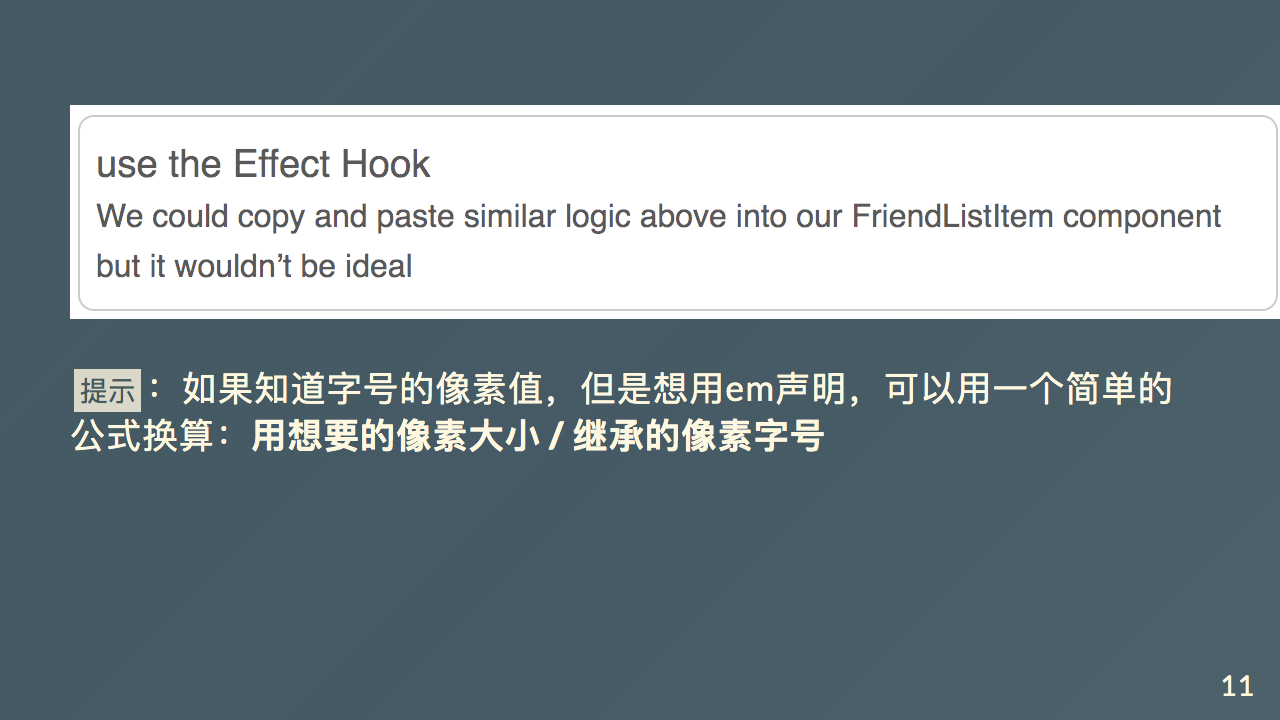 use the Effect Hook
We could copy and paste similar logic above into our FriendListItem component
but it wouldn’t be ideal
提示：如果知道字号的像素值，但是想用em声明，可以用一个简单的
公式换算：用想要的像素大小 / 继承的像素字号
11